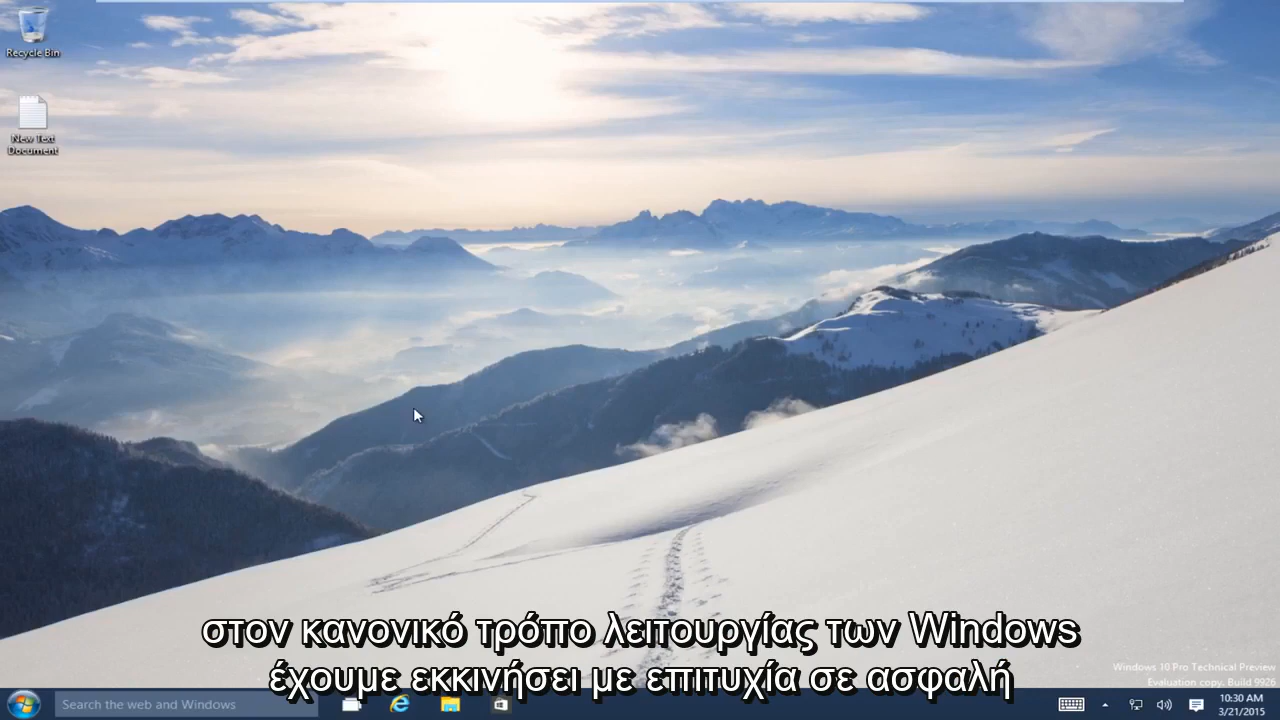 Recycle Bin
New Text
Document
στον κανονικό τρόπο λειτουργίας των Windows
έχουμε εκκινήσει με επιτυχία σε ασφαλή
Windows 10 Pro Technical Preview
Evaluation copy. Build 9926
Search the web and Windows
10:30 AM
3/21/2015